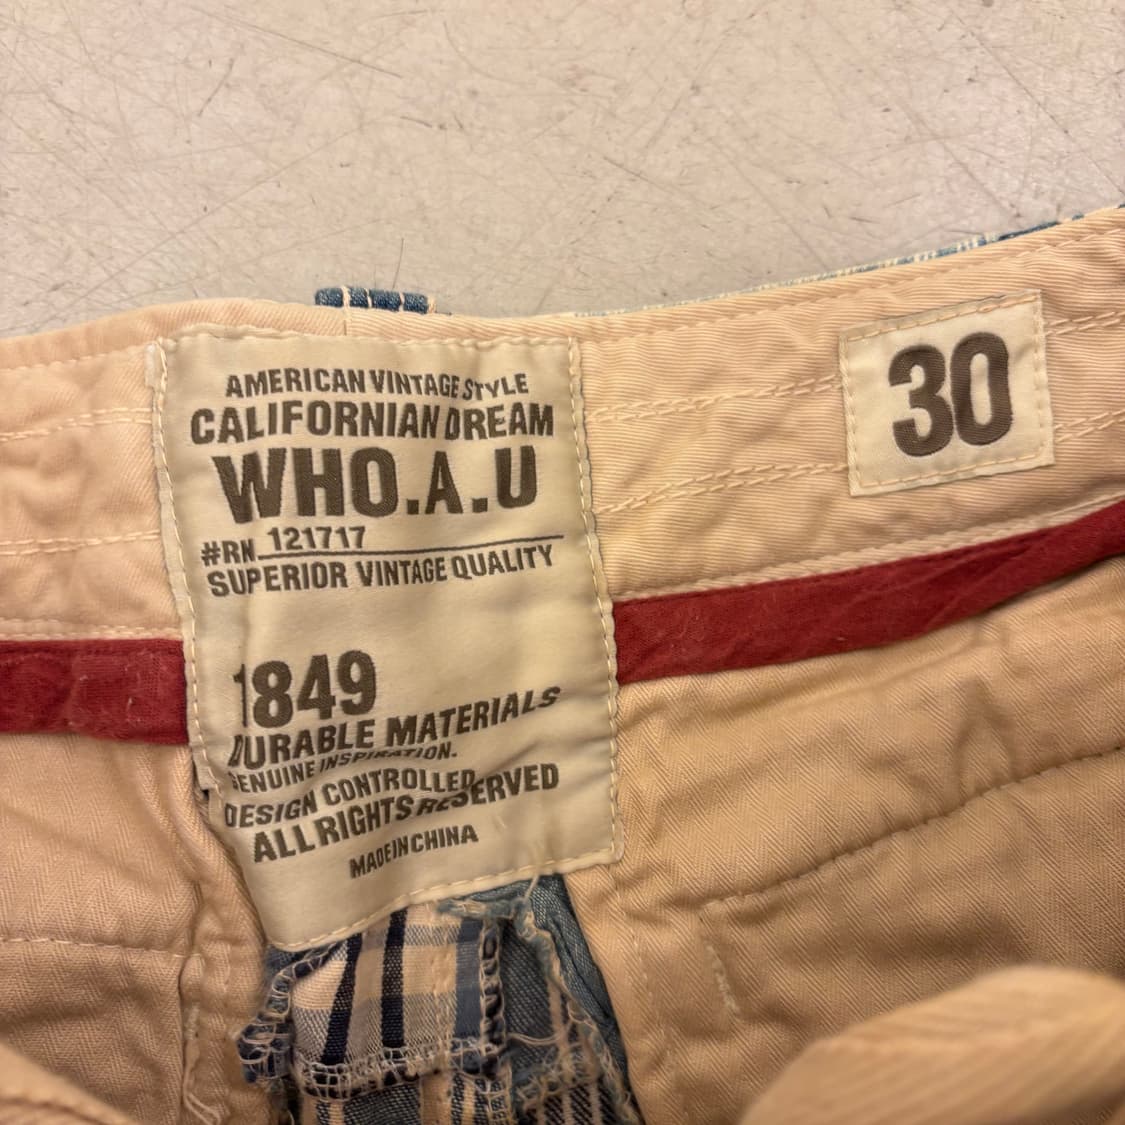 AMERICAN VINTAGE STYLE
CALIFORNIAN DREAM
WHO.A.U
#RN 121717
SUPERIOR VINTAGE QUALITY
1849
DURABLE MATERIALS
GENUINE INSPIRATION.
DESIGN CONTROLLED
ALL RIGHTS RESERVED
MADE IN CHINA
30